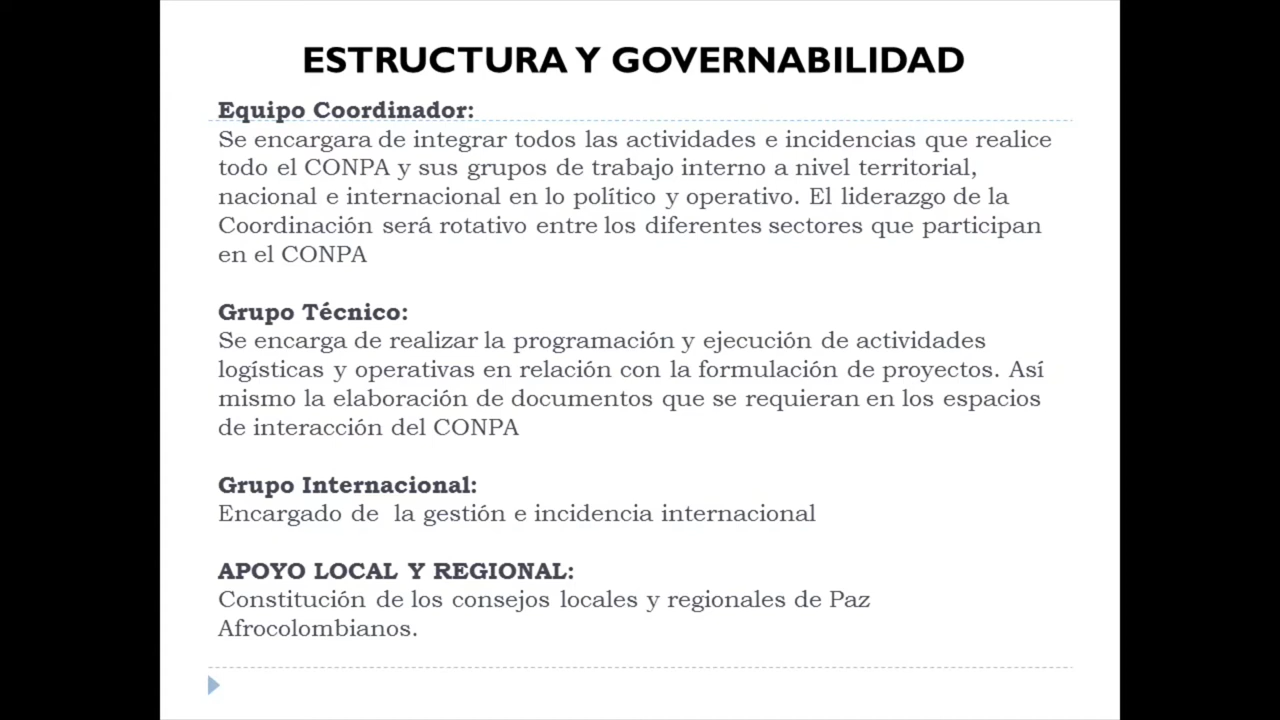 ESTRUCTURA Y GOVERNABILIDAD
Equipo Coordinador:
Se encargara de integrar todos las actividades e incidencias que realice
todo el CONPA y sus grupos de trabajo interno a nivel territorial,
nacional e internacional en lo político y operativo. El liderazgo de la
Coordinación será rotativo entre los diferentes sectores que participan
en el CONPA
Grupo Técnico:
Se encarga de realizar la programación y ejecución de actividades
logísticas y operativas en relación con la formulación de proyectos. Así
mismo la elaboración de documentos que se requieran en los espacios
de interacción del CONPA
Grupo Internacional:
Encargado de la gestión e incidencia internacional
APOYO LOCAL Y REGIONAL:
Constitución de los consejos locales y regionales de Paz
Afrocolombianos.